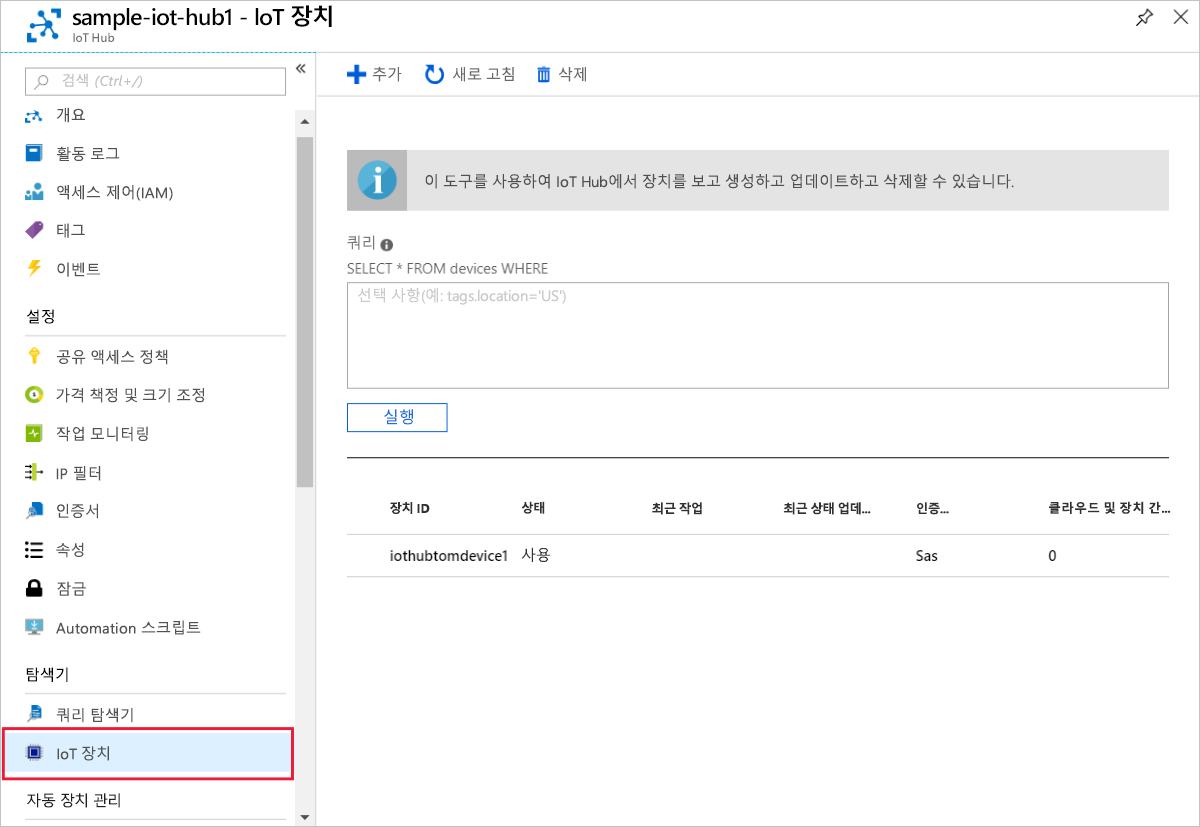 sample-iot-hub1 - IoT 장치
IoT Hub
검색 (Ctrl+/)
개요
활동 로그
액세스 제어(IAM)
태그
이벤트
설정
공유 액세스 정책
가격 책정 및 크기 조정
작업 모니터링
IP 필터
인증서
속성
잠금
Automation 스크립트
탐색기
쿼리 탐색기
IoT 장치
자동 장치 관리
추가 새로 고침 삭제
이 도구를 사용하여 IoT Hub에서 장치를 보고 생성하고 업데이트하고 삭제할 수 있습니다.
쿼리
SELECT * FROM devices WHERE
선택 사항(예: tags.location='US')
실행
장치 ID 상태 최근 작업 최근 상태 업데... 인증... 클라우드 및 장치 간...
iothubtomdevice1 사용 Sas 0